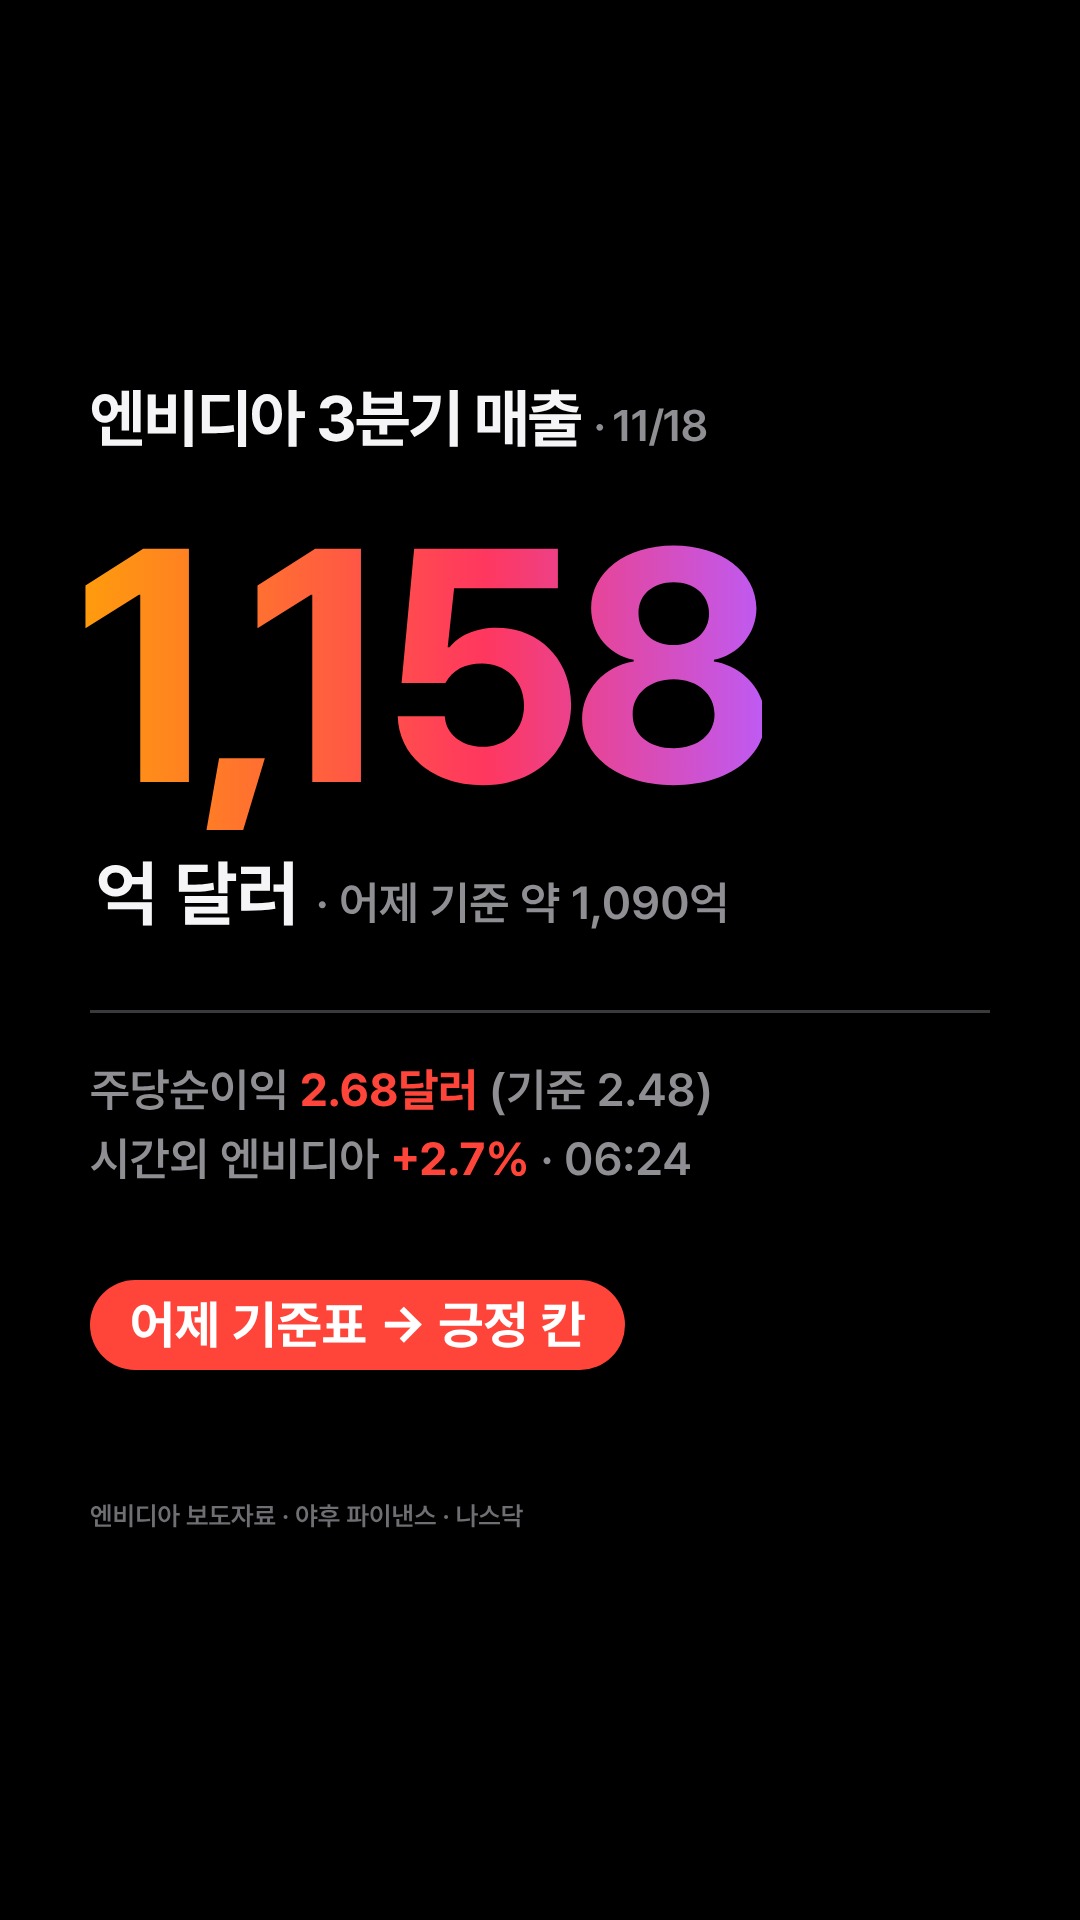 엔비디아 3분기 매출 · 11/18
1,158
억 달러 · 어제 기준 약 1,090억
주당순이익 2.68달러 (기준 2.48)
시간외 엔비디아 +2.7% · 06:24
어제 기준표 → 긍정 칸
엔비디아 보도자료 · 야후 파이낸스 · 나스닥